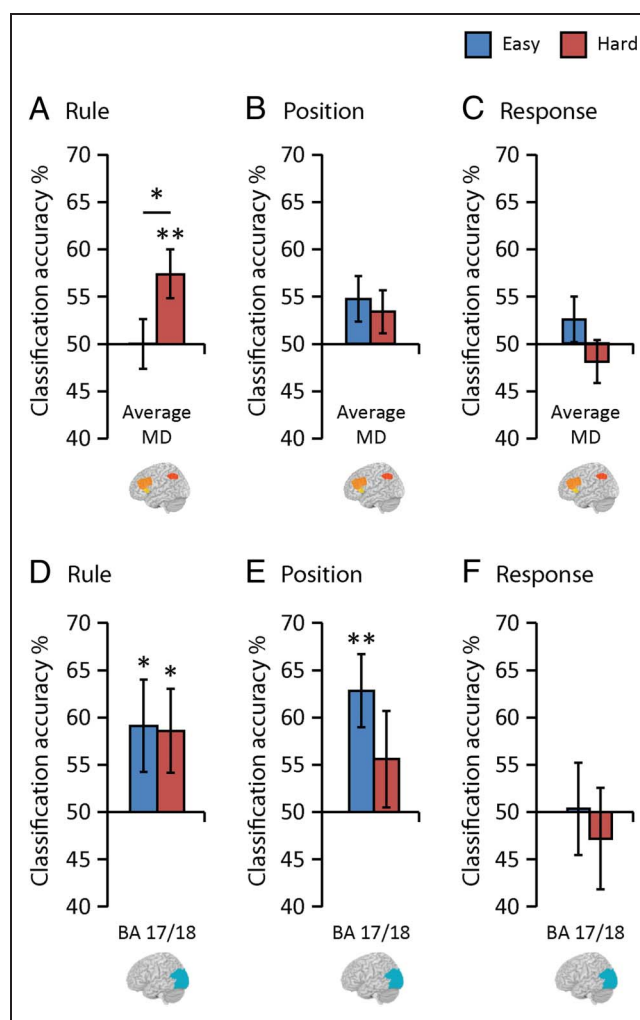 Easy Hard
A Rule
B Position
C Response
Classification accuracy %
70
65
60
55
50
45
40
*
**
Average
MD
Classification accuracy %
70
65
60
55
50
45
40
Average
MD
Classification accuracy %
70
65
60
55
50
45
40
Average
MD
D Rule
E Position
F Response
Classification accuracy %
70
65
60
55
50
45
40
* *
BA 17/18
Classification accuracy %
70
65
60
55
50
45
40
**
BA 17/18
Classification accuracy %
70
65
60
55
50
45
40
BA 17/18